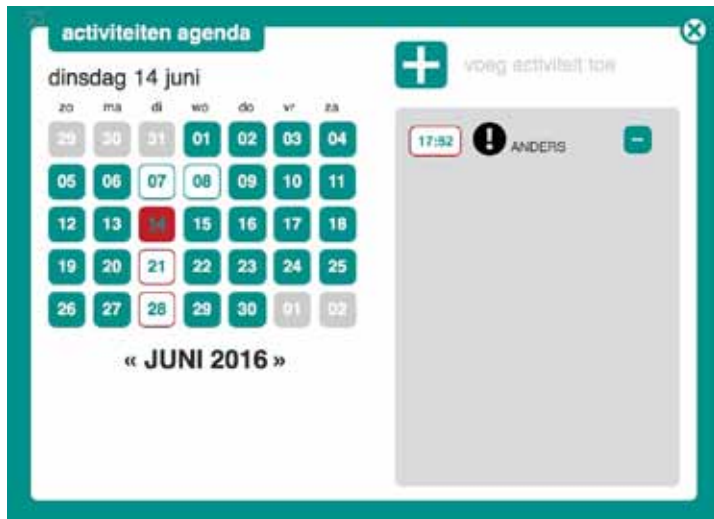 activiteiten agenda
dinsdag 14 juni
zo ma di wo do vr za
29 30 31 01 02 03 04
05 06 07 08 09 10 11
12 13 14 15 16 17 18
19 20 21 22 23 24 25
26 27 28 29 30 01 02
« JUNI 2016 »
voeg activiteit toe
17:52 ANDERS